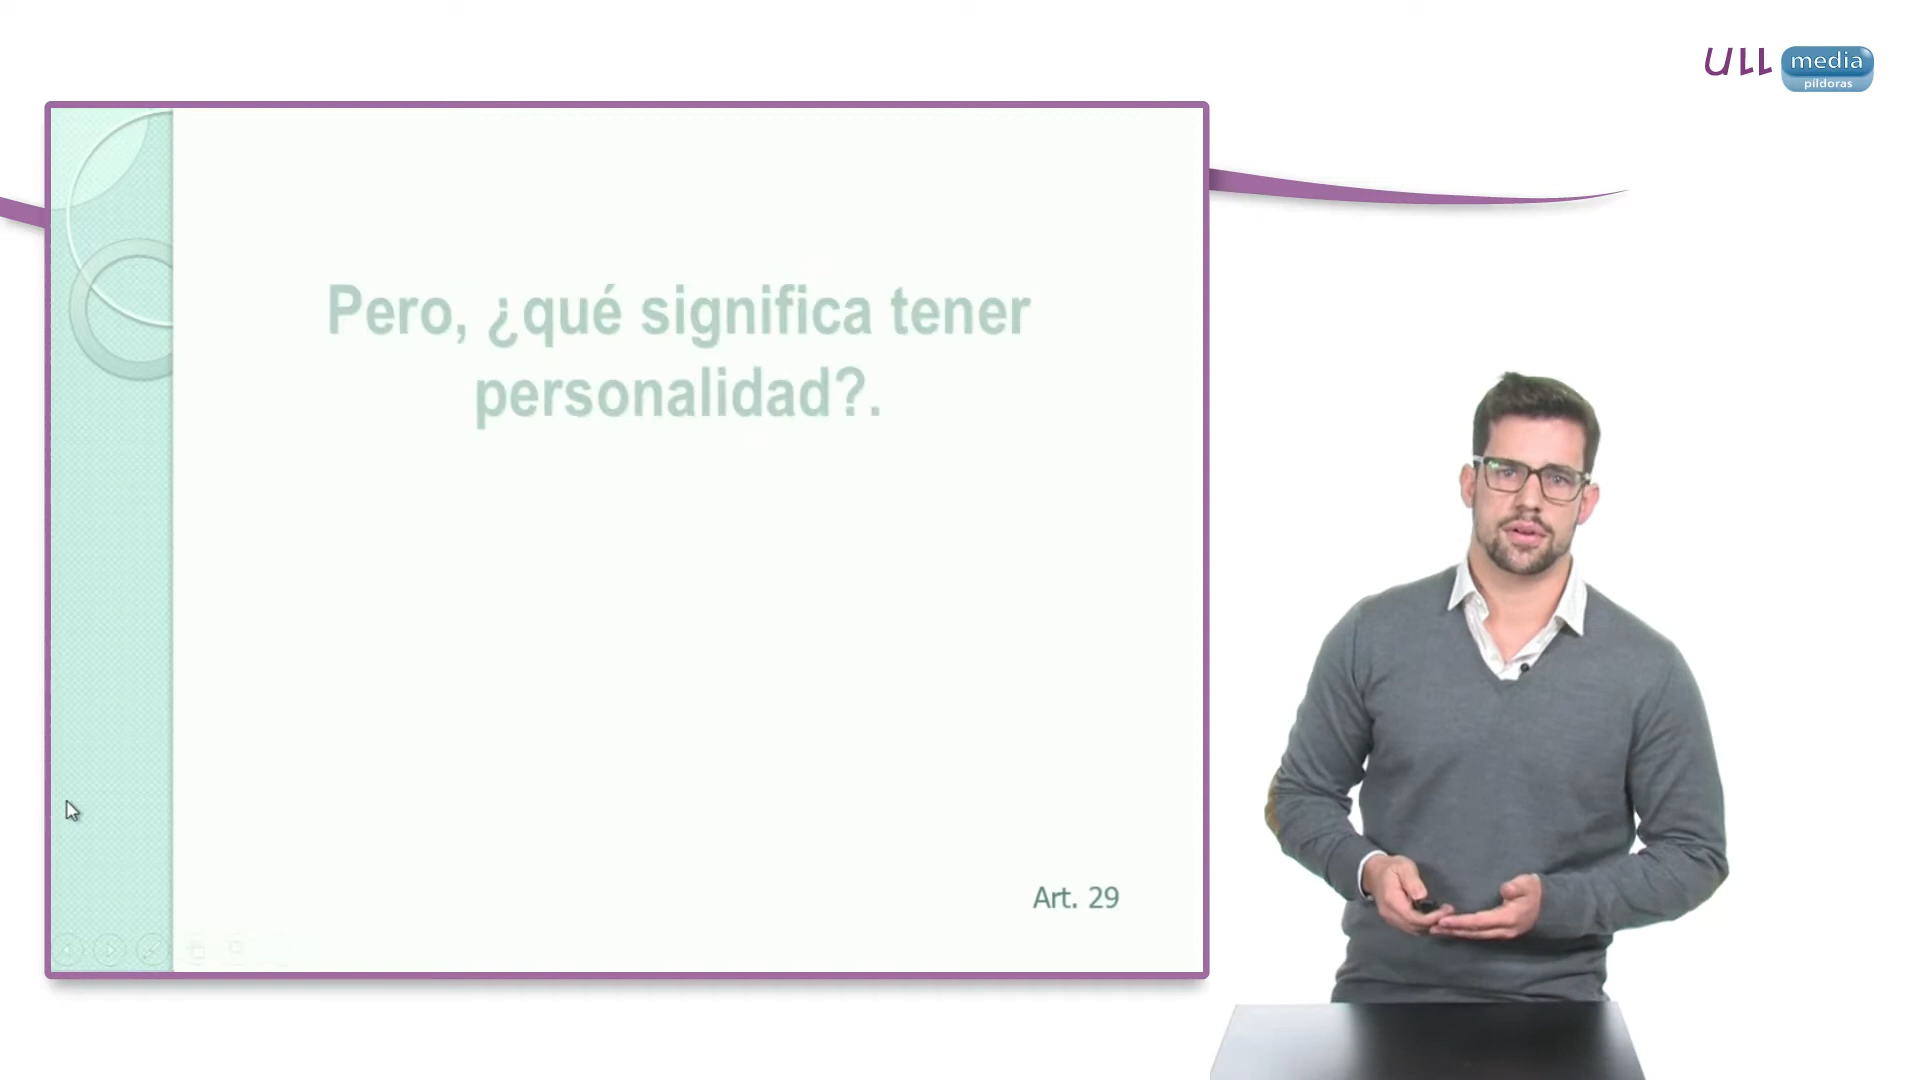 ULL media
píldoras
Pero, ¿qué significa tener
personalidad?.
Art. 29